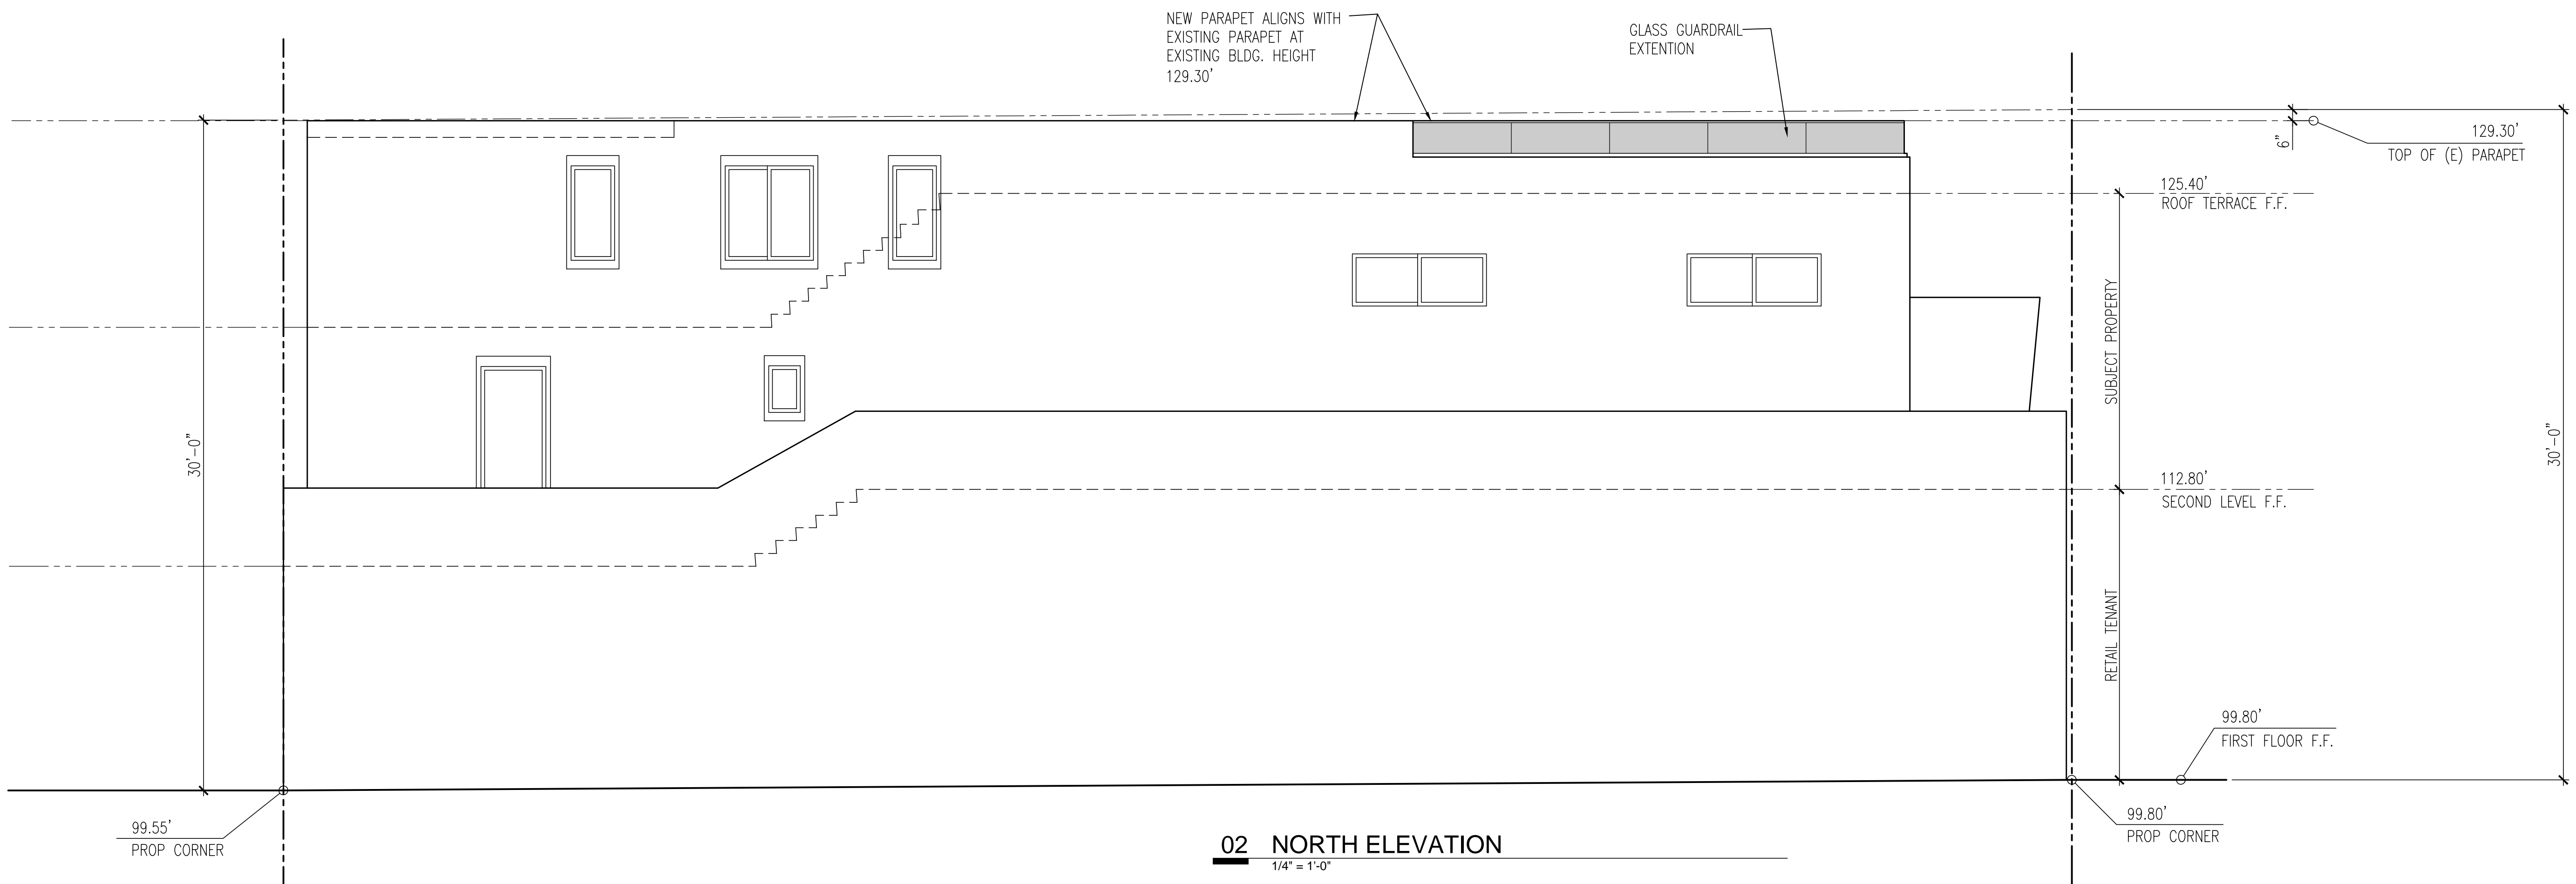 NEW PARAPET ALIGNS WITH
EXISTING PARAPET AT
EXISTING BLDG. HEIGHT
129.30'
GLASS GUARDRAIL
EXTENTION
6"
129.30'
TOP OF (E) PARAPET
125.40'
ROOF TERRACE F.F.
SUBJECT PROPERTY
30'-0"
30'-0"
112.80'
SECOND LEVEL F.F.
RETAIL TENANT
99.80'
FIRST FLOOR F.F.
99.55'
PROP CORNER
99.80'
PROP CORNER
02 NORTH ELEVATION
1/4" = 1'-0"